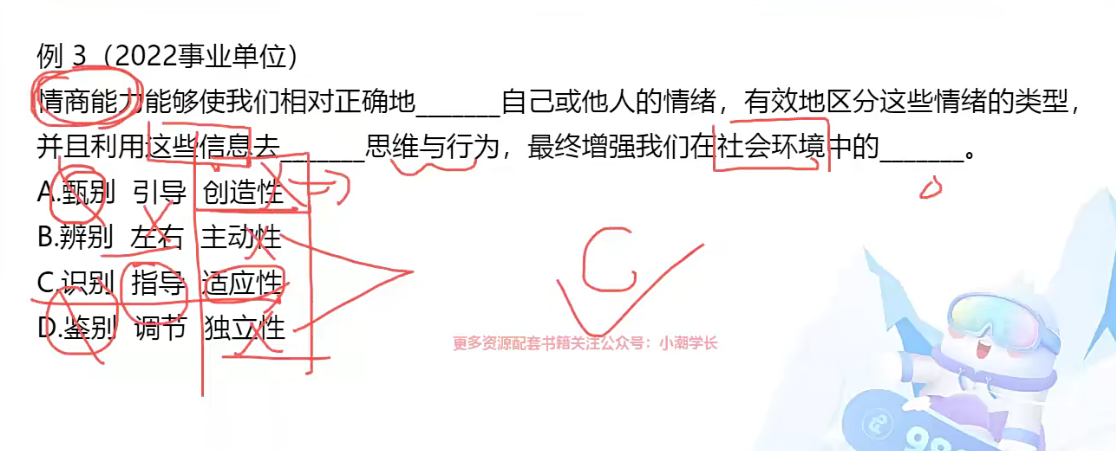 例 3（2022事业单位）
情商能力能够使我们相对正确地______自己或他人的情绪，有效地区分这些情绪的类型，
并且利用这些信息去______思维与行为，最终增强我们在社会环境中的______。
A.甄别 引导 创造性
B.辨别 左右 主动性
C.识别 指导 适应性
D.鉴别 调节 独立性
C
更多资源配套书籍关注公众号：小潮学长